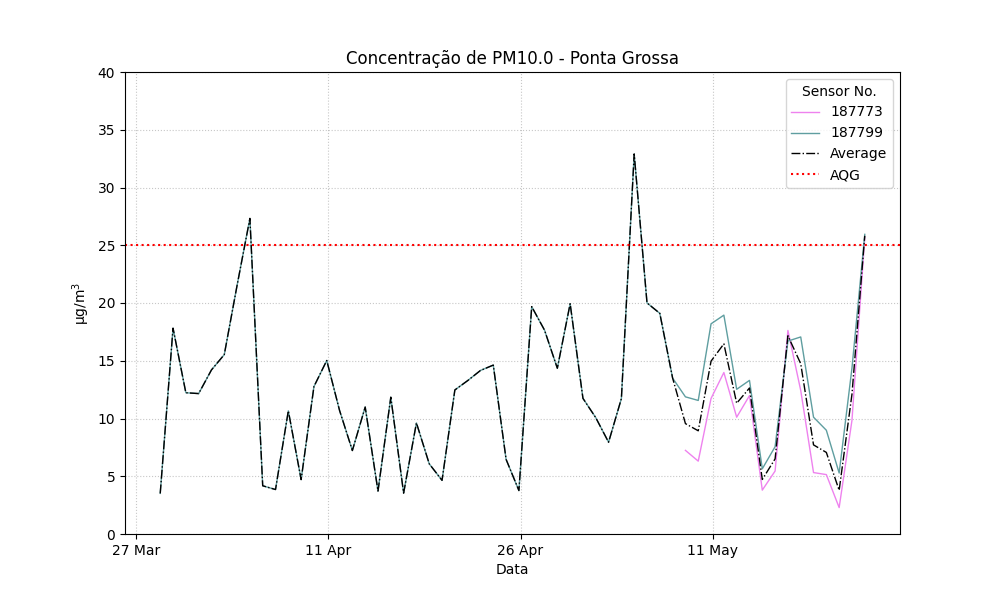 Concentração de PM10.0 - Ponta Grossa
40
35
30
25
20
15
10
5
0
µg/m³
27 Mar
11 Apr
26 Apr
11 May
Data
Sensor No.
187773
187799
Average
AQG